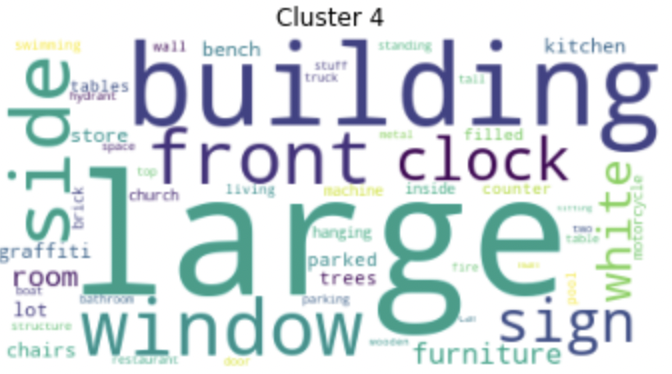 Cluster 4
swimming
wall
bench
standing
kitchen
building
stuff
truck
tall
tables
hydrant
side
store
space
front
metal
filled
clock
top
church
living
machine
inside
counter
brick
large
white
motorcycle
hanging
two
table
graffiti
parked
room
trees
fire
boat
pool
lot
bathroom
parking
window
sign
structure
wooden
chairs
restaurant
door
furniture